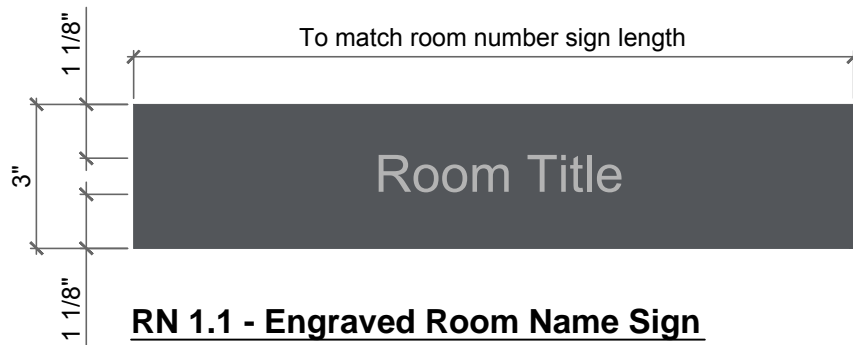 1 1/8"
To match room number sign length
3"
Room Title
1 1/8"
RN 1.1 - Engraved Room Name Sign